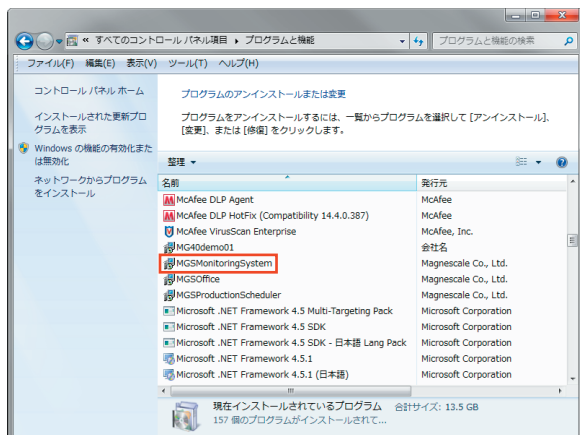 « すべてのコントロール パネル項目 ▸ プログラムと機能
プログラムと機能の検索
ファイル(F) 編集(E) 表示(V) ツール(T) ヘルプ(H)
コントロール パネル ホーム
インストールされた更新プロ
グラムを表示
Windows の機能の有効化また
は無効化
ネットワークからプログラム
をインストール
プログラムのアンインストールまたは変更
プログラムをアンインストールするには、一覧からプログラムを選択して [アンインストール]、
[変更]、または [修復] をクリックします。
整理 ▼
名前 発行元
McAfee DLP Agent McAfee
McAfee DLP HotFix (Compatibility 14.4.0.387) McAfee
McAfee VirusScan Enterprise McAfee, Inc.
MG40demo01 会社名
MGSMonitoringSystem Magnescale Co., Ltd.
MGSOffice Magnescale Co., Ltd.
MGSProductionScheduler Magnescale Co., Ltd.
Microsoft .NET Framework 4.5 Multi-Targeting Pack Microsoft Corporation
Microsoft .NET Framework 4.5 SDK Microsoft Corporation
Microsoft .NET Framework 4.5 SDK - 日本語 Lang Pack Microsoft Corporation
Microsoft .NET Framework 4.5.1 Microsoft Corporation
Microsoft .NET Framework 4.5.1 (日本語) Microsoft Corporation
現在インストールされているプログラム 合計サイズ: 13.5 GB
157 個のプログラムがインストールされて...